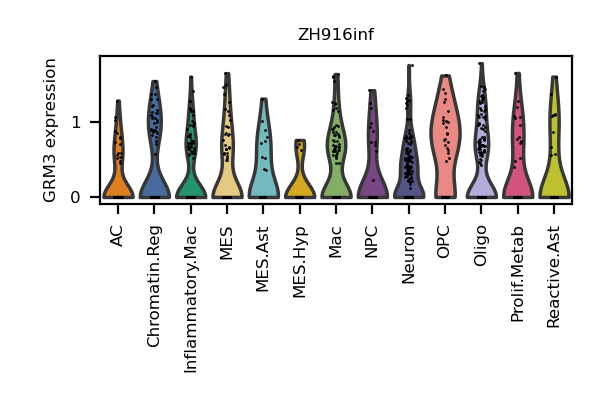 ZH916inf
GRM3 expression
1
0
AC
Chromatin.Reg
Inflammatory.Mac
MES
MES.Ast
MES.Hyp
Mac
NPC
Neuron
OPC
Oligo
Prolif.Metab
Reactive.Ast